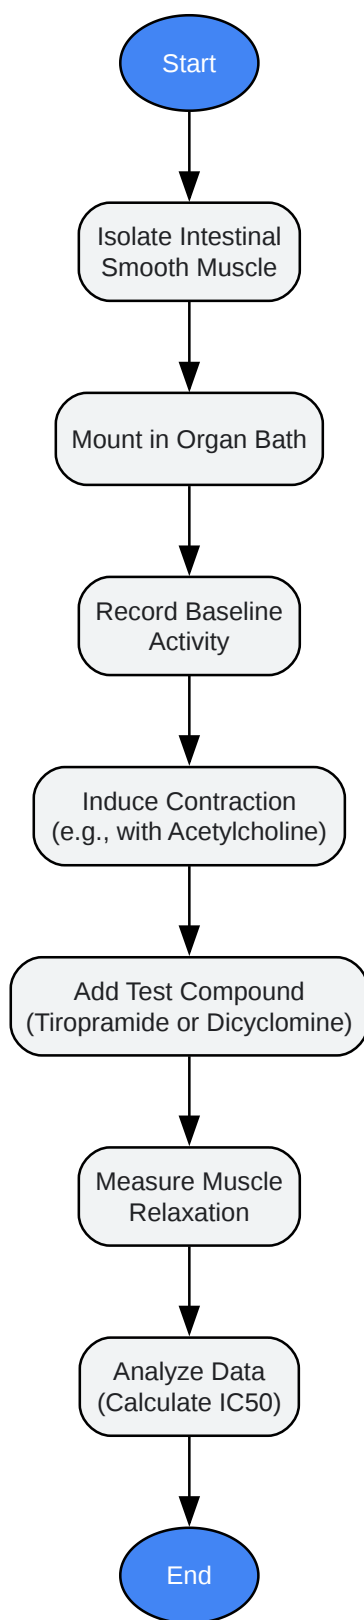 Start
Isolate Intestinal
Smooth Muscle
Mount in Organ Bath
Record Baseline
Activity
Induce Contraction
(e.g., with Acetylcholine)
Add Test Compound
(Tiropramide or Dicyclomine)
Measure Muscle
Relaxation
Analyze Data
(Calculate IC50)
End